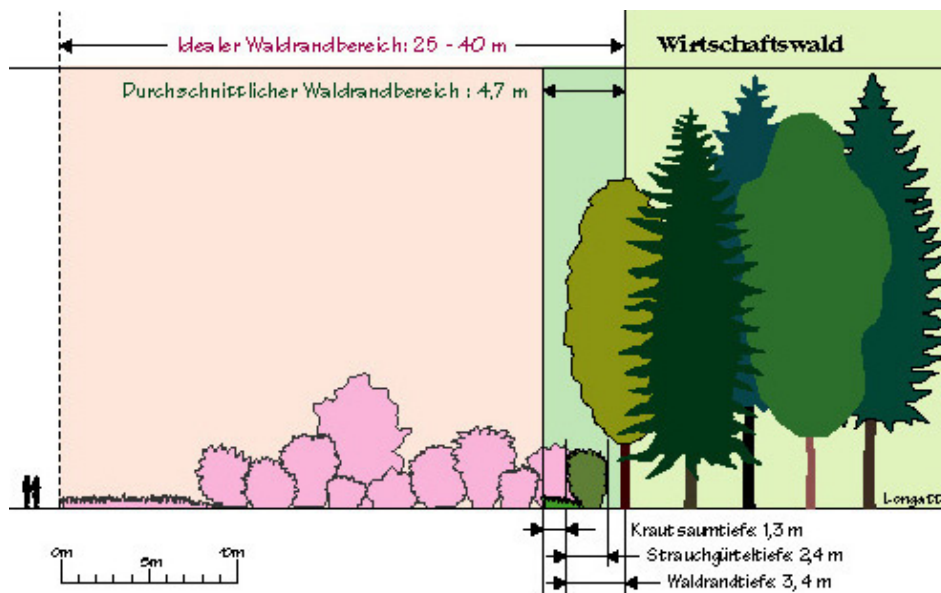 Idealer Waldrandbereich: 25 - 40 m
Wirtschaftswald
Durchschnittlicher Waldrandbereich : 4,7 m
Longatti
Krautsaumtiefe: 1,3 m
0m
10m
5m
Strauchgürteltiefe: 2,4 m
Waldrandtiefe: 3,4 m